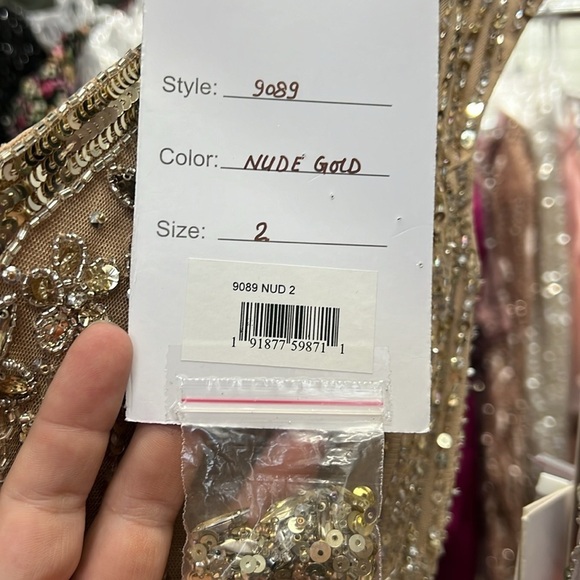 Style: 9089
Color: NUDE GOLD
Size: 2
9089 NUD 2
1 91877 59871 1